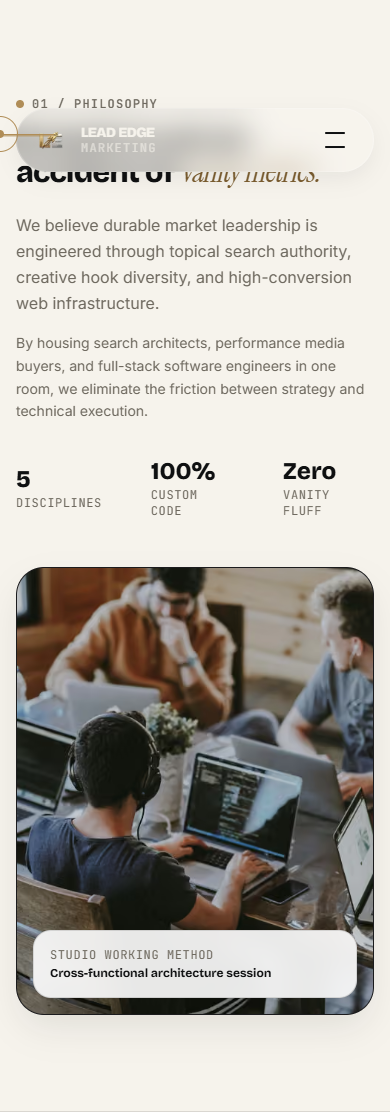 01 / PHILOSOPHY
LEAD EDGE
MARKETING
accident of vanity metrics.
We believe durable market leadership is
engineered through topical search authority,
creative hook diversity, and high-conversion
web infrastructure.
By housing search architects, performance media
buyers, and full-stack software engineers in one
room, we eliminate the friction between strategy and
technical execution.
5
DISCIPLINES
100%
CUSTOM
CODE
Zero
VANITY
FLUFF
STUDIO WORKING METHOD
Cross-functional architecture session